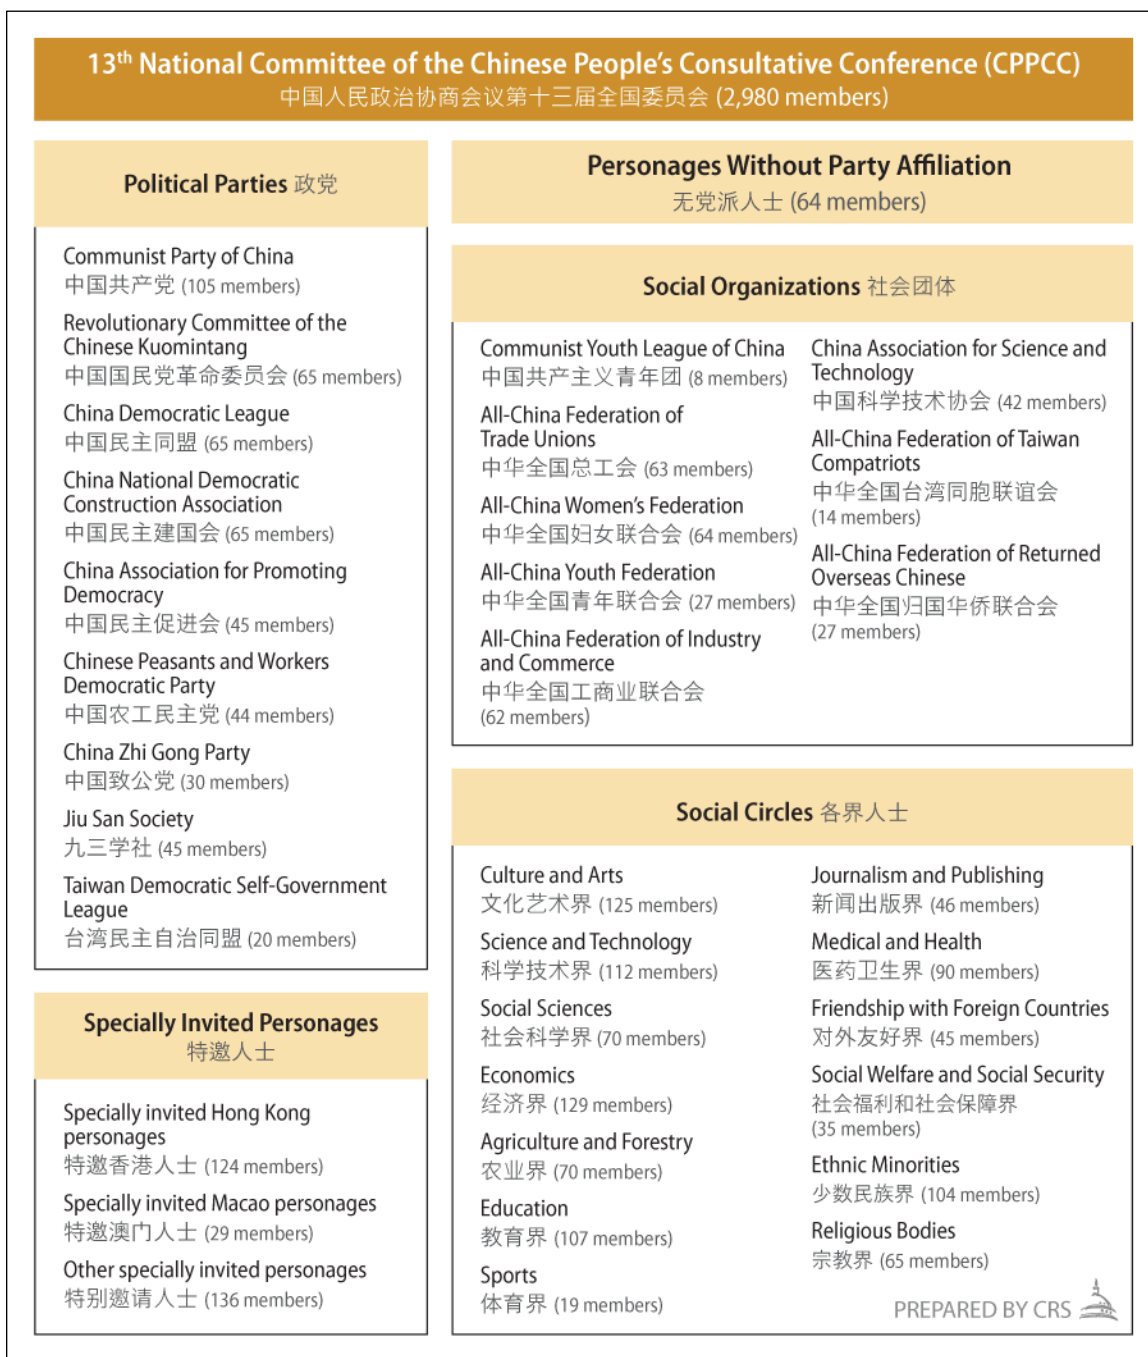 13th National Committee of the Chinese People's Consultative Conference (CPPCC)
中国人民政治协商会议第十三届全国委员会 (2,980 members)
Political Parties 政党
Communist Party of China
中国共产党 (105 members)
Revolutionary Committee of the
Chinese Kuomintang
中国国民党革命委员会 (65 members)
China Democratic League
中国民主同盟 (65 members)
China National Democratic
Construction Association
中国民主建国会 (65 members)
China Association for Promoting
Democracy
中国民主促进会 (45 members)
Chinese Peasants and Workers
Democratic Party
中国农工民主党 (44 members)
China Zhi Gong Party
中国致公党 (30 members)
Jiu San Society
九三学社 (45 members)
Taiwan Democratic Self-Government
League
台湾民主自治同盟 (20 members)
Specially Invited Personages
特邀人士
Specially invited Hong Kong
personages
特邀香港人士 (124 members)
Specially invited Macao personages
特邀澳门人士 (29 members)
Other specially invited personages
特别邀请人士 (136 members)
Personages Without Party Affiliation
无党派人士 (64 members)
Social Organizations 社会团体
Communist Youth League of China
中国共产主义青年团 (8 members)
All-China Federation of
Trade Unions
中华全国总工会 (63 members)
All-China Women's Federation
中华全国妇女联合会 (64 members)
All-China Youth Federation
中华全国青年联合会 (27 members)
All-China Federation of Industry
and Commerce
中华全国工商业联合会
(62 members)
China Association for Science and
Technology
中国科学技术协会 (42 members)
All-China Federation of Taiwan
Compatriots
中华全国台湾同胞联谊会
(14 members)
All-China Federation of Returned
Overseas Chinese
中华全国归国华侨联合会
(27 members)
Social Circles 各界人士
Culture and Arts
文化艺术界 (125 members)
Science and Technology
科学技术界 (112 members)
Social Sciences
社会科学界 (70 members)
Economics
经济界 (129 members)
Agriculture and Forestry
农业界 (70 members)
Education
教育界 (107 members)
Sports
体育界 (19 members)
Journalism and Publishing
新闻出版界 (46 members)
Medical and Health
医药卫生界 (90 members)
Friendship with Foreign Countries
对外友好界 (45 members)
Social Welfare and Social Security
社会福利和社会保障界
(35 members)
Ethnic Minorities
少数民族界 (104 members)
Religious Bodies
宗教界 (65 members)
PREPARED BY CRS